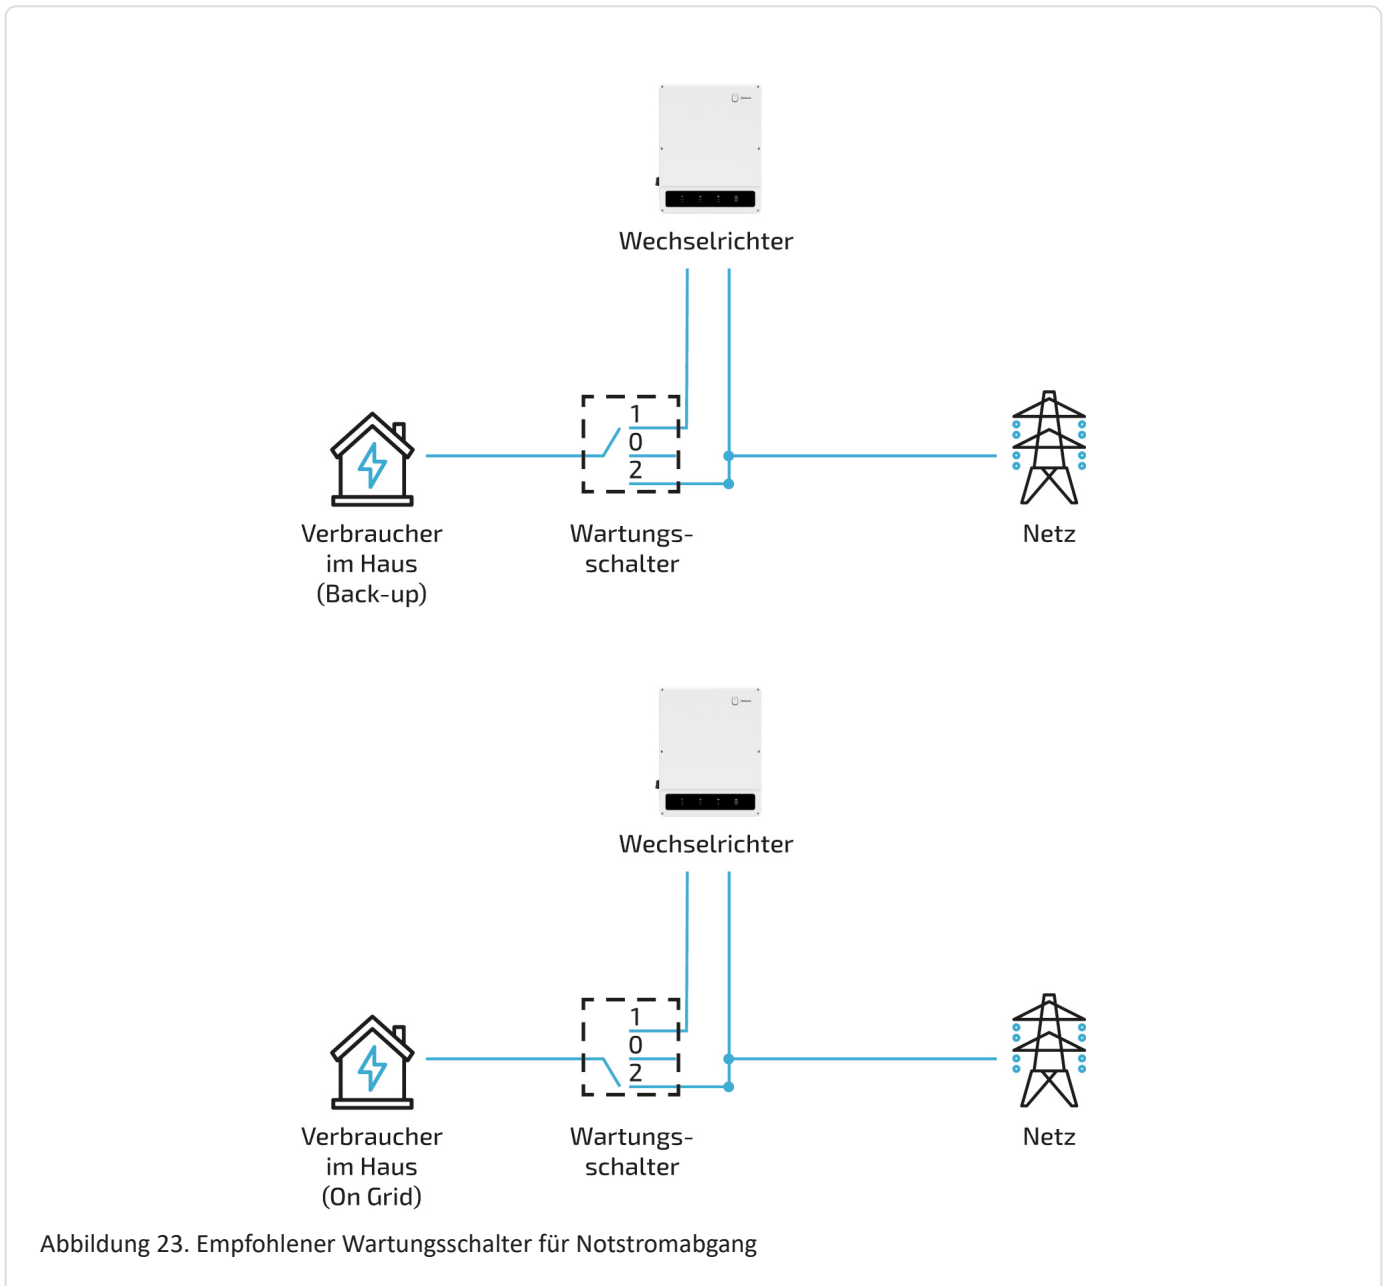 Wechselrichter
1
0
2
Verbraucher
im Haus
(Back-up)
Wartungs-
schalter
Netz
Wechselrichter
1
0
2
Verbraucher
im Haus
(On Grid)
Wartungs-
schalter
Netz
Abbildung 23. Empfohlener Wartungsschalter für Notstromabgang